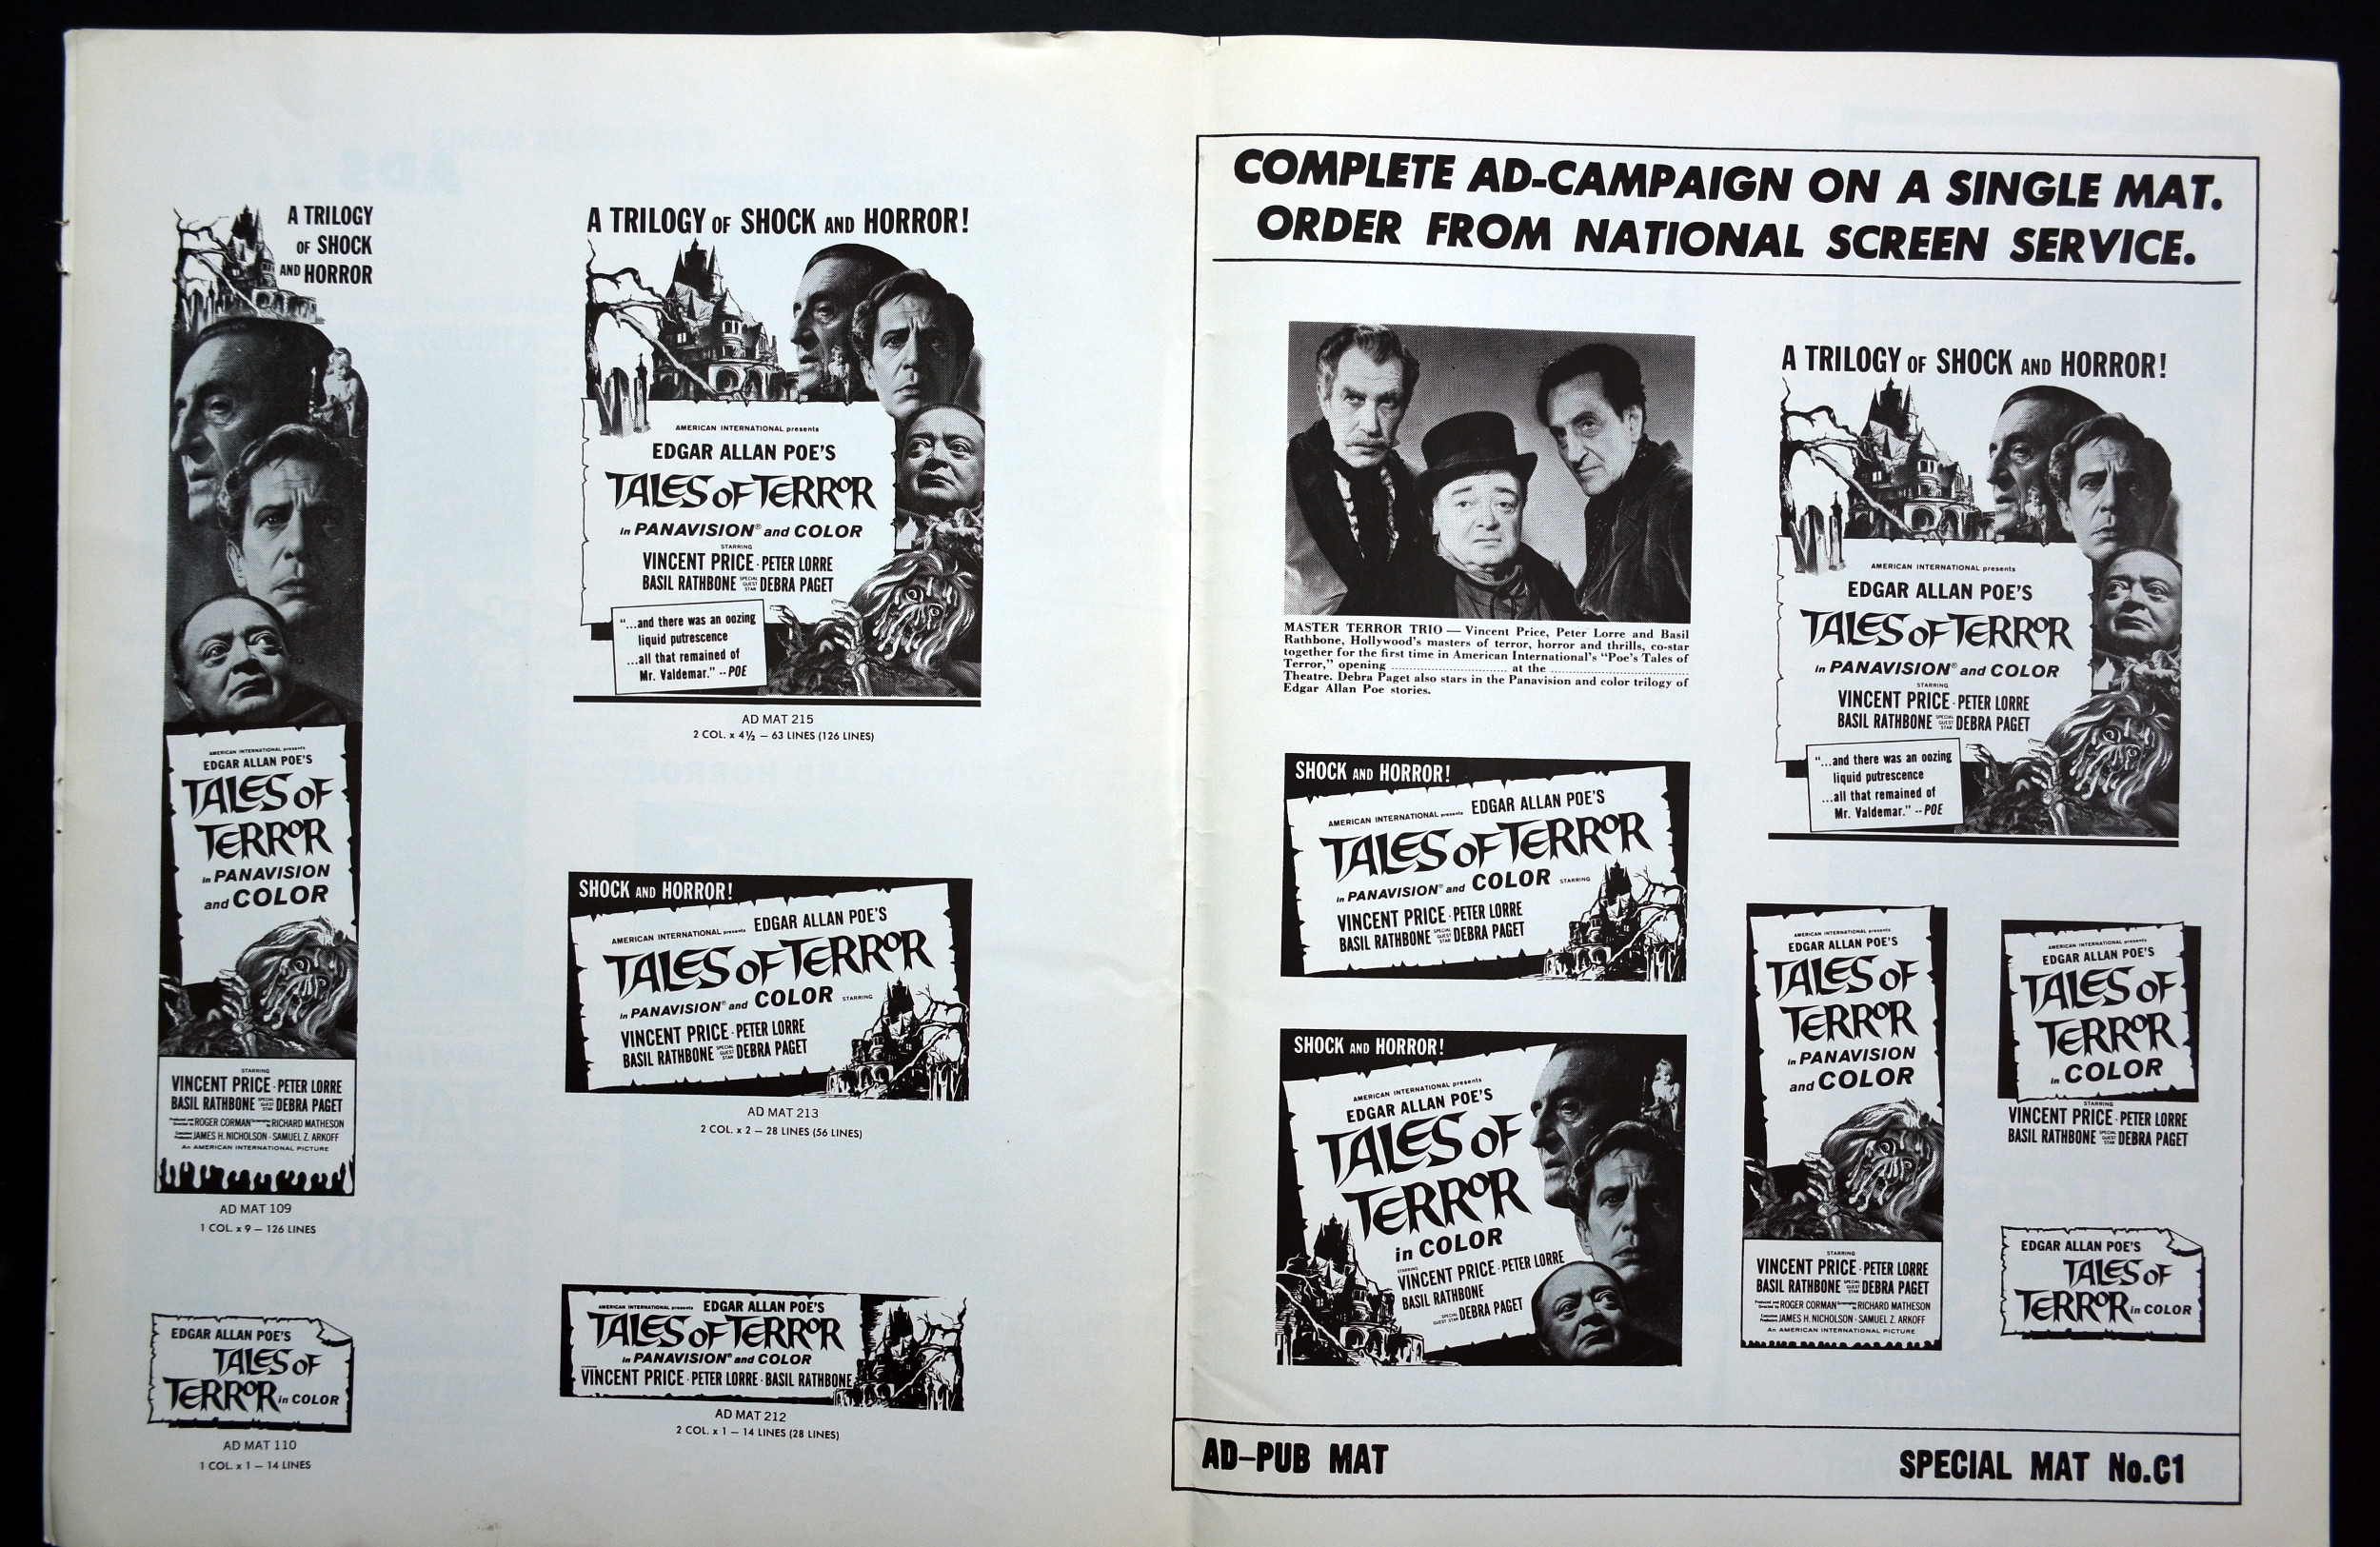 A TRILOGY
OF SHOCK
AND HORROR
AMERICAN INTERNATIONAL presents
EDGAR ALLAN POE'S
TALES OF
TERROR
in PANAVISION
and COLOR
STARRING
VINCENT PRICE · PETER LORRE
BASIL RATHBONE SPECIAL GUEST STAR DEBRA PAGET
ROGER CORMAN RICHARD MATHESON
JAMES H. NICHOLSON · SAMUEL Z. ARKOFF
An AMERICAN INTERNATIONAL PICTURE
AD MAT 109
1 COL. x 9 — 126 LINES
EDGAR ALLAN POE'S
TALES OF
TERROR in COLOR
AD MAT 110
1 COL. x 1 — 14 LINES
A TRILOGY OF SHOCK AND HORROR!
AMERICAN INTERNATIONAL presents
EDGAR ALLAN POE'S
TALES OF TERROR
in PANAVISION® and COLOR
STARRING
VINCENT PRICE · PETER LORRE
BASIL RATHBONE SPECIAL GUEST STAR DEBRA PAGET
"...and there was an oozing
liquid putrescence
...all that remained of
Mr. Valdemar." -- POE
AD MAT 215
2 COL. x 4½ — 63 LINES (126 LINES)
SHOCK AND HORROR!
AMERICAN INTERNATIONAL presents EDGAR ALLAN POE'S
TALES OF TERROR
in PANAVISION® and COLOR STARRING
VINCENT PRICE · PETER LORRE
BASIL RATHBONE SPECIAL GUEST STAR DEBRA PAGET
AD MAT 213
2 COL. x 2 — 28 LINES (56 LINES)
AMERICAN INTERNATIONAL presents EDGAR ALLAN POE'S
TALES OF TERROR
in PANAVISION® and COLOR
VINCENT PRICE · PETER LORRE · BASIL RATHBONE
AD MAT 212
2 COL. x 1 — 14 LINES (28 LINES)
COMPLETE AD-CAMPAIGN ON A SINGLE MAT.
ORDER FROM NATIONAL SCREEN SERVICE.
MASTER TERROR TRIO — Vincent Price, Peter Lorre and Basil
Rathbone, Hollywood's masters of terror, horror and thrills, co-star
together for the first time in American International's "Poe's Tales of
Terror," opening .............................. at the ....................................
Theatre. Debra Paget also stars in the Panavision and color trilogy of
Edgar Allan Poe stories.
SHOCK AND HORROR!
AMERICAN INTERNATIONAL presents EDGAR ALLAN POE'S
TALES OF TERROR
in PANAVISION® and COLOR STARRING
VINCENT PRICE · PETER LORRE
BASIL RATHBONE SPECIAL GUEST STAR DEBRA PAGET
SHOCK AND HORROR!
AMERICAN INTERNATIONAL presents
EDGAR ALLAN POE'S
TALES OF
TERROR
in COLOR
STARRING
VINCENT PRICE · PETER LORRE
BASIL RATHBONE
SPECIAL GUEST STAR DEBRA PAGET
A TRILOGY OF SHOCK AND HORROR!
AMERICAN INTERNATIONAL presents
EDGAR ALLAN POE'S
TALES OF TERROR
in PANAVISION® and COLOR
STARRING
VINCENT PRICE · PETER LORRE
BASIL RATHBONE SPECIAL GUEST STAR DEBRA PAGET
"...and there was an oozing
liquid putrescence
...all that remained of
Mr. Valdemar." -- POE
AMERICAN INTERNATIONAL presents
EDGAR ALLAN POE'S
TALES OF
TERROR
in PANAVISION
and COLOR
STARRING
VINCENT PRICE · PETER LORRE
BASIL RATHBONE SPECIAL GUEST STAR DEBRA PAGET
ROGER CORMAN RICHARD MATHESON
JAMES H. NICHOLSON · SAMUEL Z. ARKOFF
An AMERICAN INTERNATIONAL PICTURE
AMERICAN INTERNATIONAL presents
EDGAR ALLAN POE'S
TALES OF
TERROR
in COLOR
STARRING
VINCENT PRICE · PETER LORRE
BASIL RATHBONE SPECIAL GUEST STAR DEBRA PAGET
EDGAR ALLAN POE'S
TALES OF
TERROR in COLOR
AD–PUB MAT
SPECIAL MAT No.C1